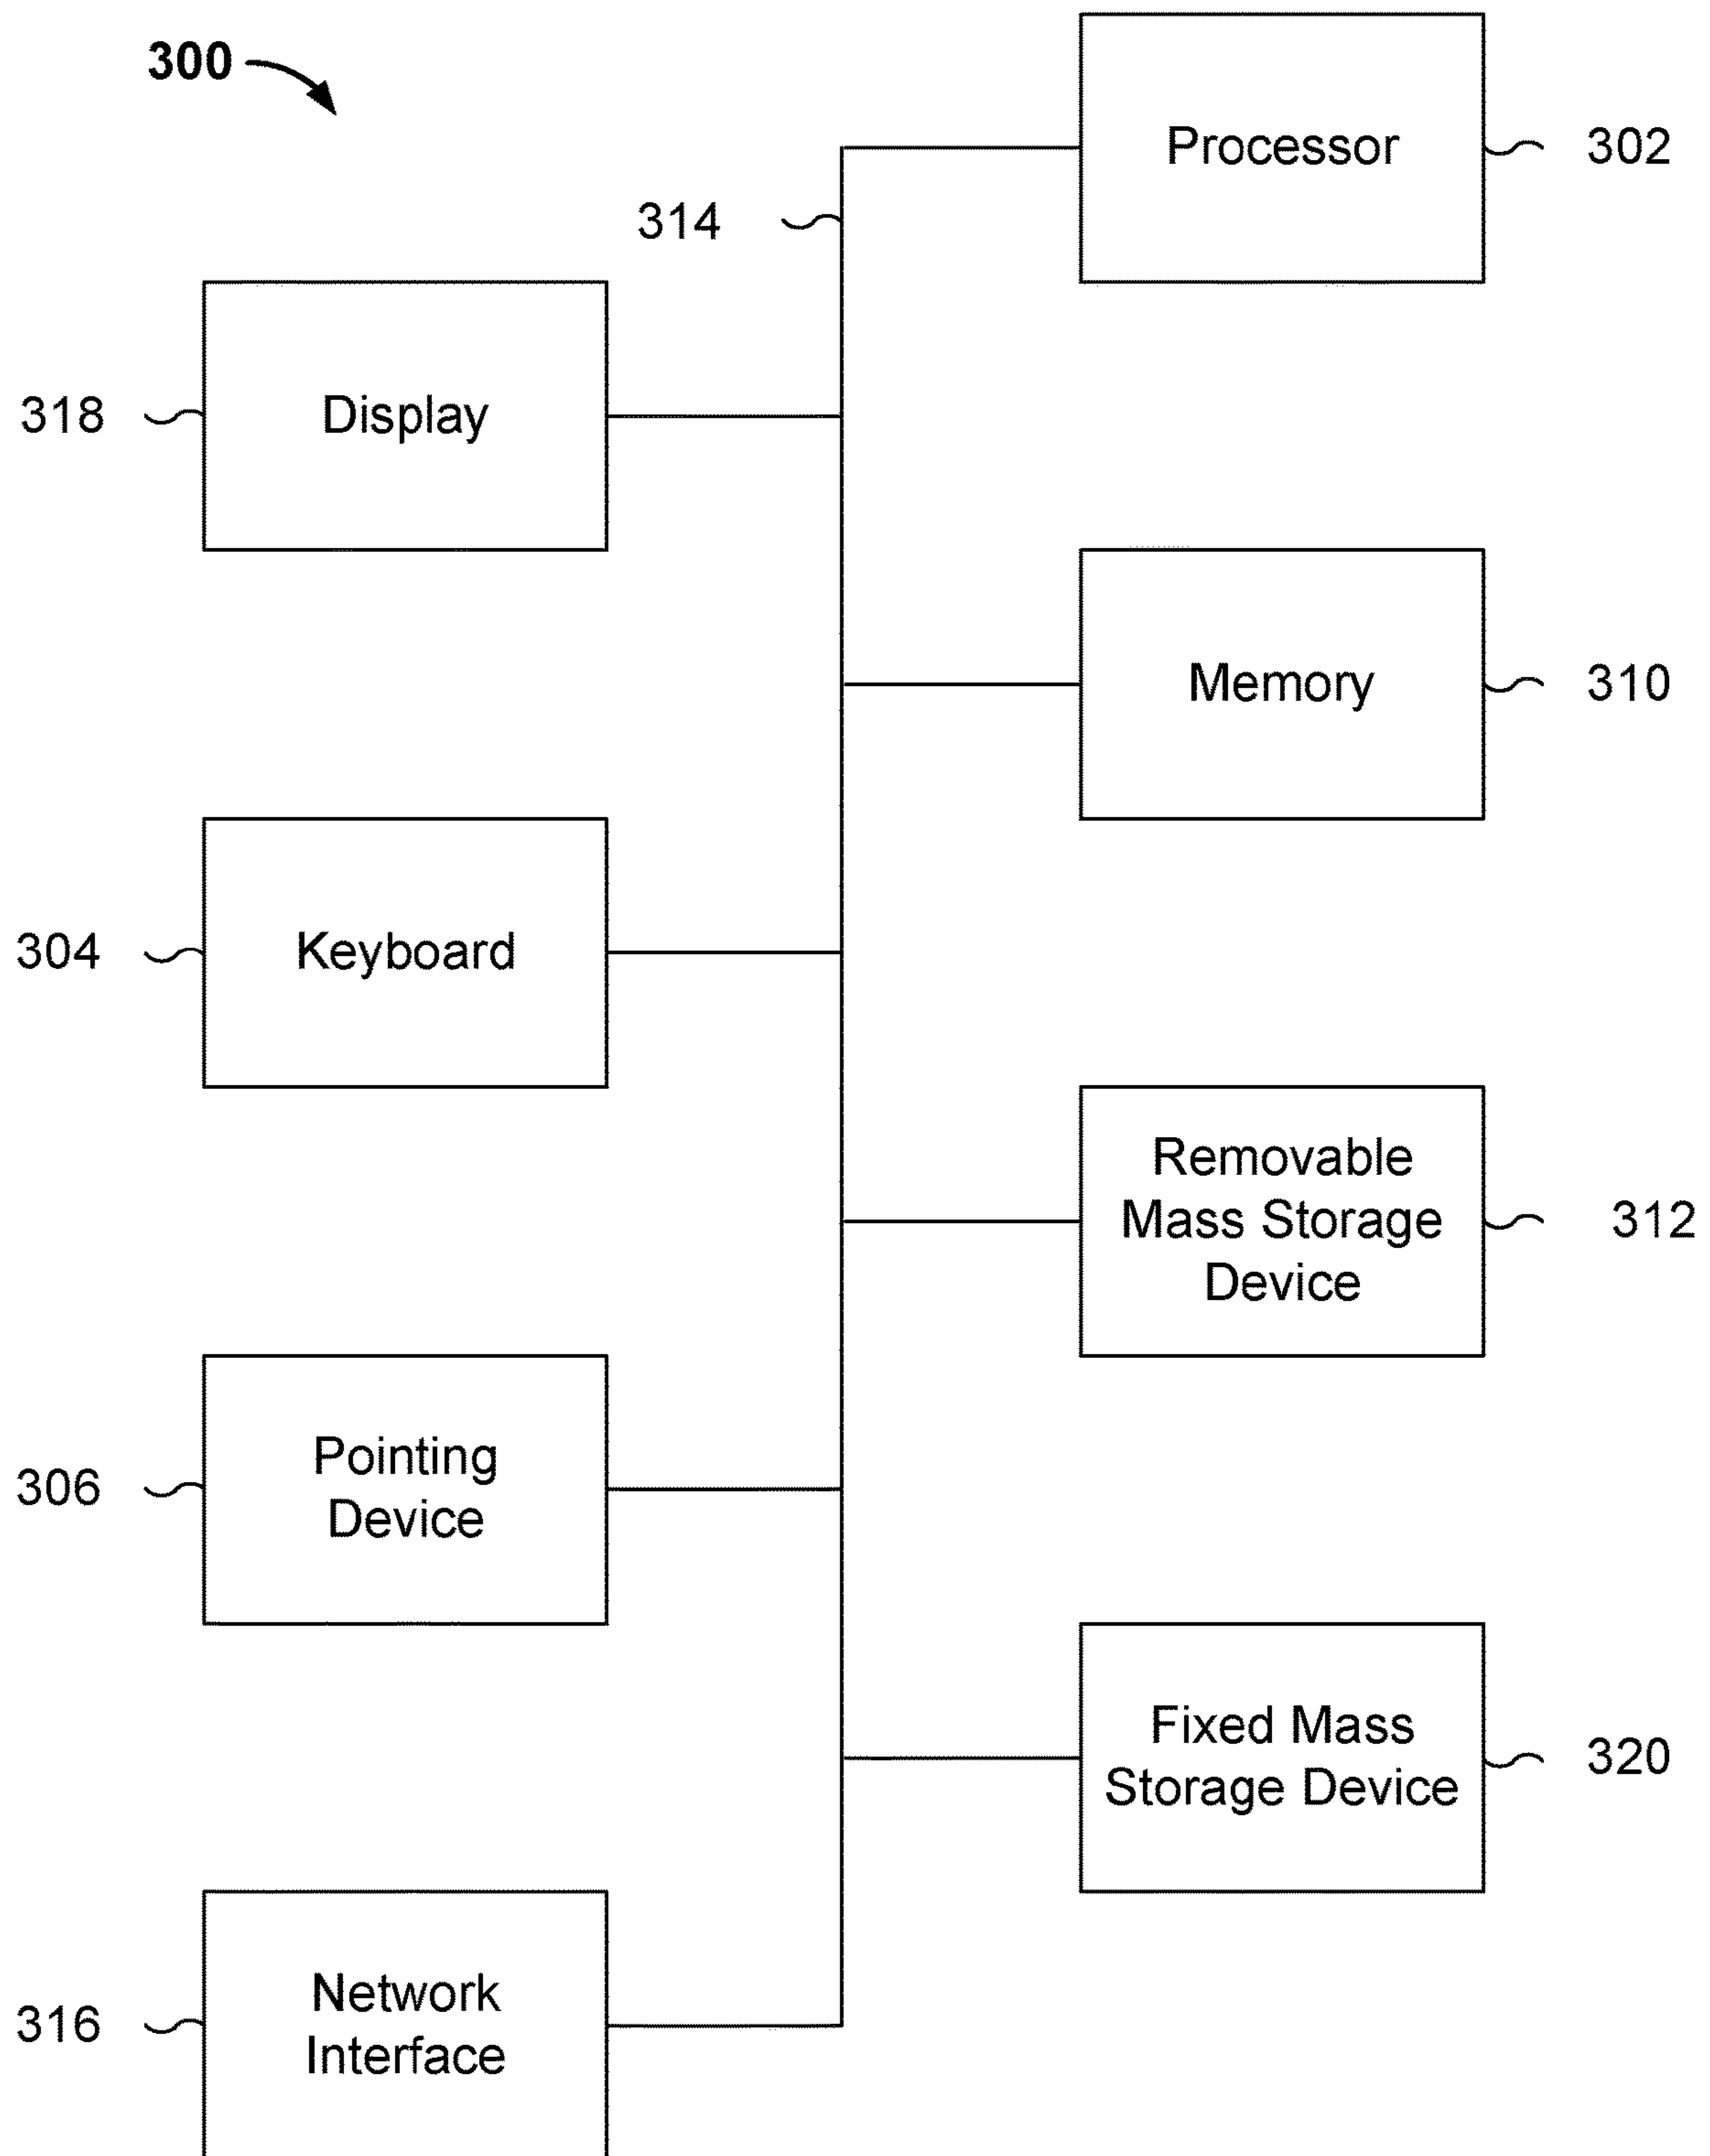 300
Processor
302
314
318
Display
Memory
310
304
Keyboard
Removable
Mass Storage
Device
312
306
Pointing
Device
Fixed Mass
Storage Device
320
316
Network
Interface